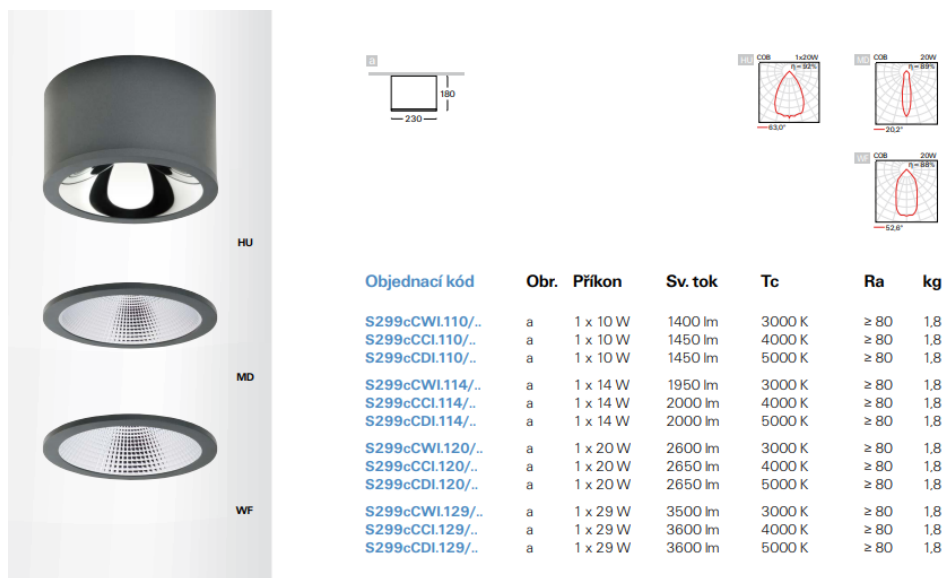 HU
MD
WF
a
180
230
HU COB 1x20W
η=92%
63,0°
MD COB 20W
η=89%
20,2°
WF COB 20W
η=88%
52,6°
Objednací kód Obr. Příkon Sv. tok Tc Ra kg
S299cCWI.110/.. a 1 x 10 W 1400 lm 3000 K ≥ 80 1,8
S299cCCI.110/.. a 1 x 10 W 1450 lm 4000 K ≥ 80 1,8
S299cCDI.110/.. a 1 x 10 W 1450 lm 5000 K ≥ 80 1,8
S299cCWI.114/.. a 1 x 14 W 1950 lm 3000 K ≥ 80 1,8
S299cCCI.114/.. a 1 x 14 W 2000 lm 4000 K ≥ 80 1,8
S299cCDI.114/.. a 1 x 14 W 2000 lm 5000 K ≥ 80 1,8
S299cCWI.120/.. a 1 x 20 W 2600 lm 3000 K ≥ 80 1,8
S299cCCI.120/.. a 1 x 20 W 2650 lm 4000 K ≥ 80 1,8
S299cCDI.120/.. a 1 x 20 W 2650 lm 5000 K ≥ 80 1,8
S299cCWI.129/.. a 1 x 29 W 3500 lm 3000 K ≥ 80 1,8
S299cCCI.129/.. a 1 x 29 W 3600 lm 4000 K ≥ 80 1,8
S299cCDI.129/.. a 1 x 29 W 3600 lm 5000 K ≥ 80 1,8